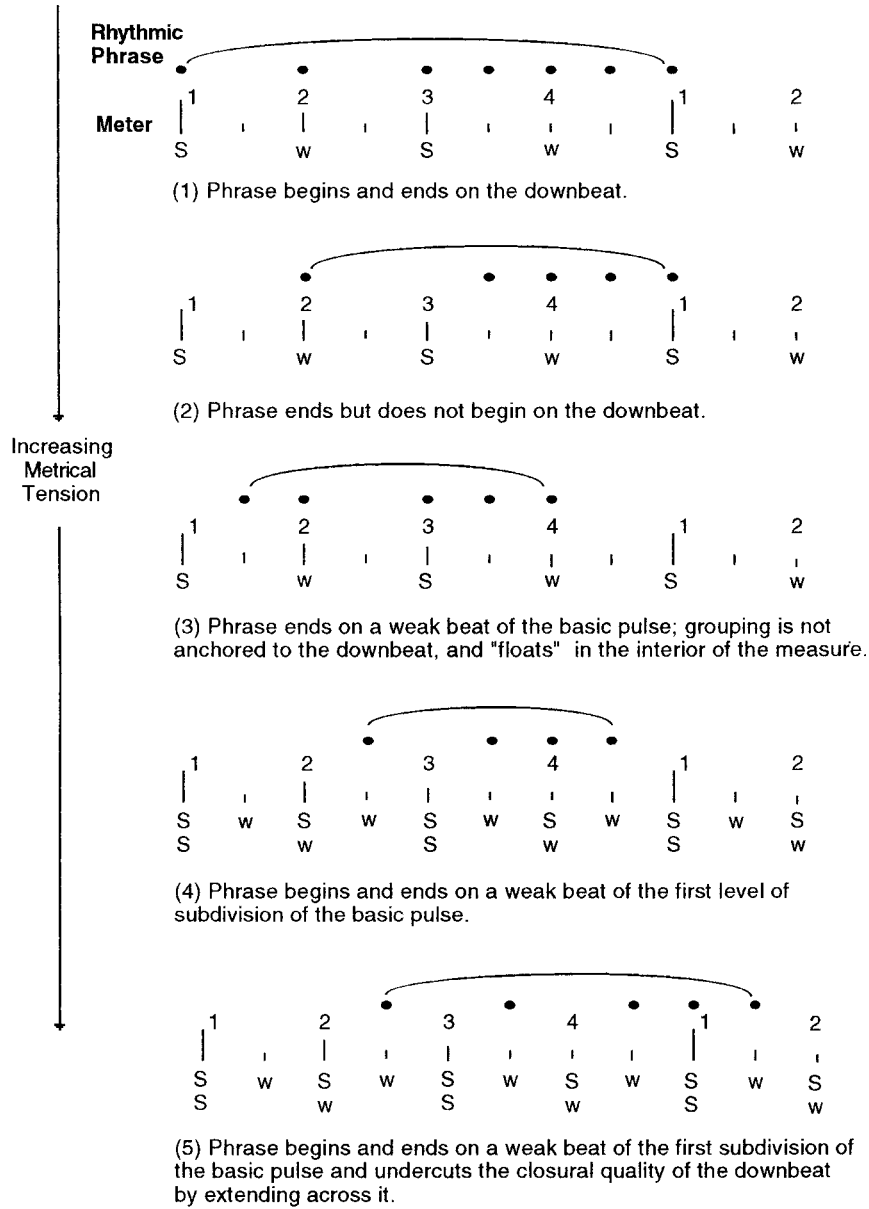 Rhythmic
Phrase
1 2 3 4 1 2
Meter
S w S w S w
(1) Phrase begins and ends on the downbeat.
1 2 3 4 1 2
S w S w S w
(2) Phrase ends but does not begin on the downbeat.
Increasing
Metrical
Tension
1 2 3 4 1 2
S w S w S w
(3) Phrase ends on a weak beat of the basic pulse; grouping is not
anchored to the downbeat, and "floats" in the interior of the measure.
1 2 3 4 1 2
S w S w S w S w S w S
S w S w S w
(4) Phrase begins and ends on a weak beat of the first level of
subdivision of the basic pulse.
1 2 3 4 1 2
S w S w S w S w S w S
S w S w S w
(5) Phrase begins and ends on a weak beat of the first subdivision of
the basic pulse and undercuts the closural quality of the downbeat
by extending across it.